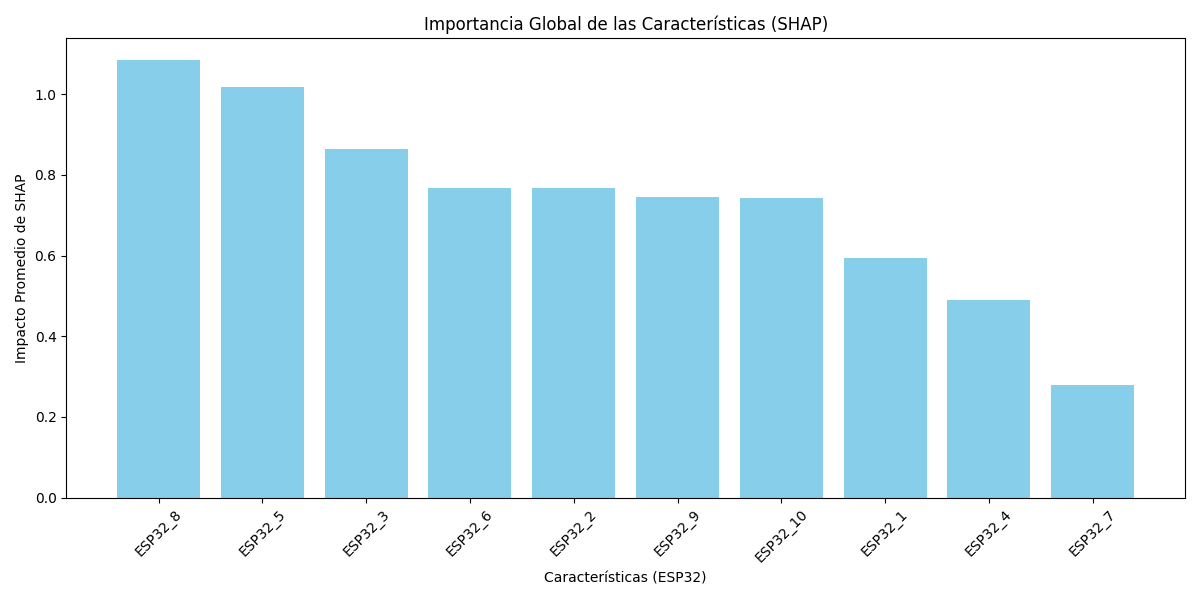 Importancia Global de las Características (SHAP)
Impacto Promedio de SHAP
1.0
0.8
0.6
0.4
0.2
0.0
ESP32_8
ESP32_5
ESP32_3
ESP32_6
ESP32_2
ESP32_9
ESP32_10
ESP32_1
ESP32_4
ESP32_7
Características (ESP32)